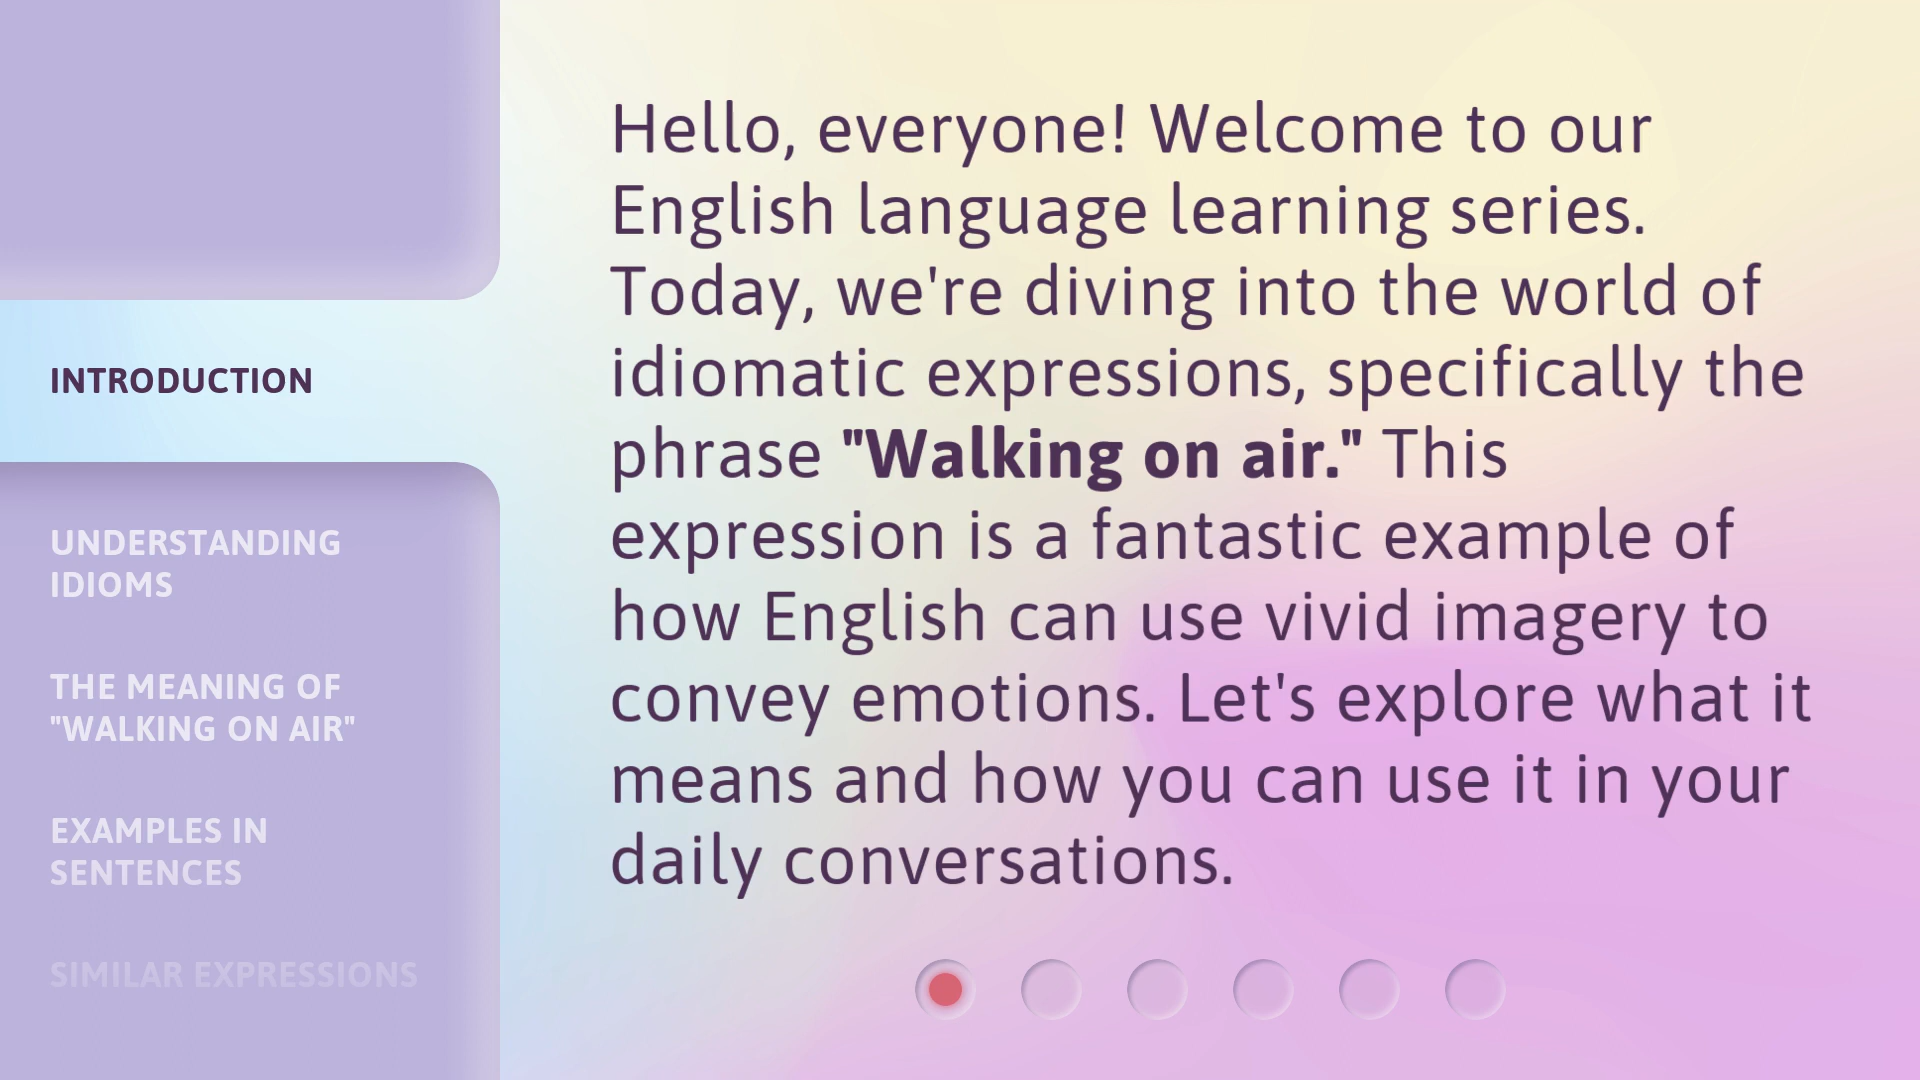 INTRODUCTION
UNDERSTANDING
IDIOMS
THE MEANING OF
"WALKING ON AIR"
EXAMPLES IN
SENTENCES
SIMILAR EXPRESSIONS
Hello, everyone! Welcome to our
English language learning series.
Today, we're diving into the world of
idiomatic expressions, specifically the
phrase "Walking on air." This
expression is a fantastic example of
how English can use vivid imagery to
convey emotions. Let's explore what it
means and how you can use it in your
daily conversations.